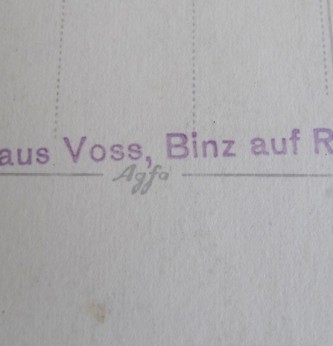 aus Voss, Binz auf R
Agfa